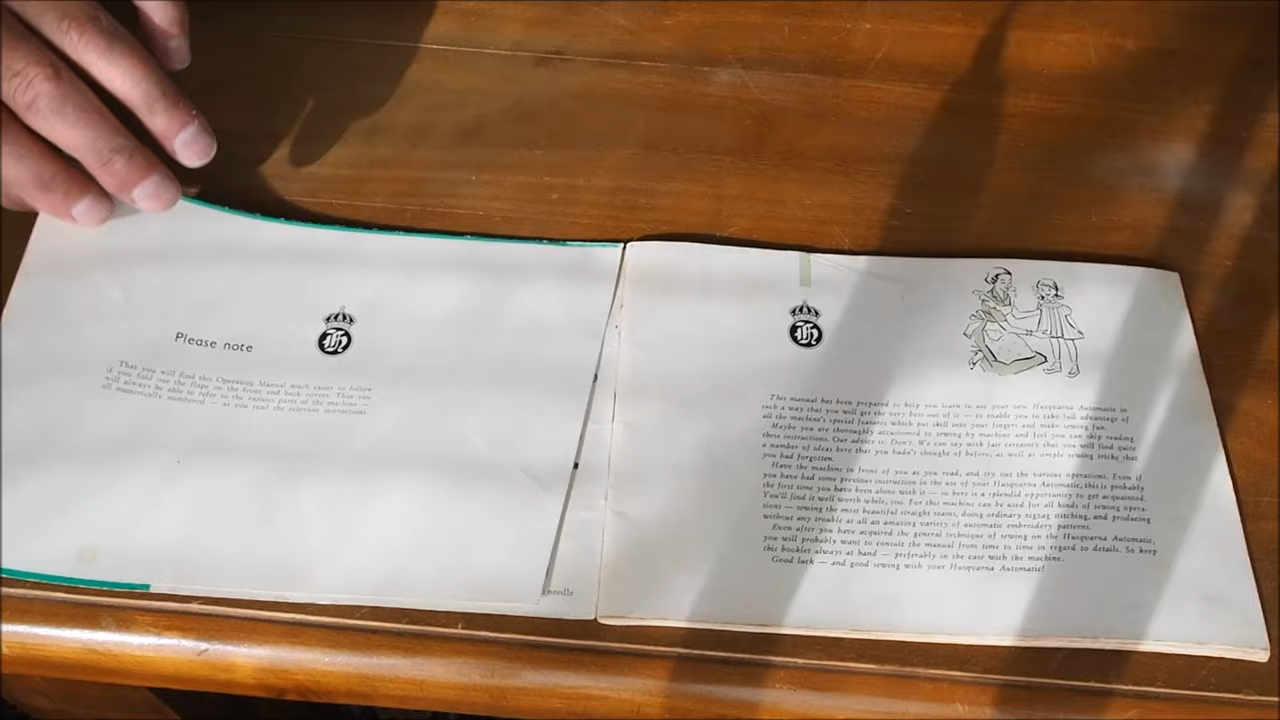 Please note
That you will find this Operating Manual much easier to follow
if you fold out the flaps on the front and back covers. Thus you
will always be able to refer to the various parts of the machine —
all numerically numbered — as you read the relevant instructions.
needle
H
H
This manual has been prepared to help you learn to use your new Husqvarna Automatic in
such a way that you will get the very best out of it — to enable you to take full advantage of
all the machine's special features which put skill into your fingers and make sewing fun.
Maybe you are thoroughly accustomed to sewing by machine and feel you can skip reading
these instructions. Our advice is: Don't. We can say with fair certainty that you will find quite
a number of ideas here that you hadn't thought of before, as well as simple sewing tricks that
you had forgotten.
Have the machine in front of you as you read, and try out the various operations. Even if
you have had some previous instruction in the use of your Husqvarna Automatic, this is probably
the first time you have been alone with it — so here is a splendid opportunity to get acquainted.
You'll find it well worth while, too. For this machine can be used for all kinds of sewing opera-
tions — sewing the most beautiful straight seams, doing ordinary zigzag stitching, and producing
without any trouble at all an amazing variety of automatic embroidery patterns.
Even after you have acquired the general technique of sewing on the Husqvarna Automatic,
you will probably want to consult the manual from time to time in regard to details. So keep
this booklet always at hand — preferably in the case with the machine.
Good luck — and good sewing with your Husqvarna Automatic!